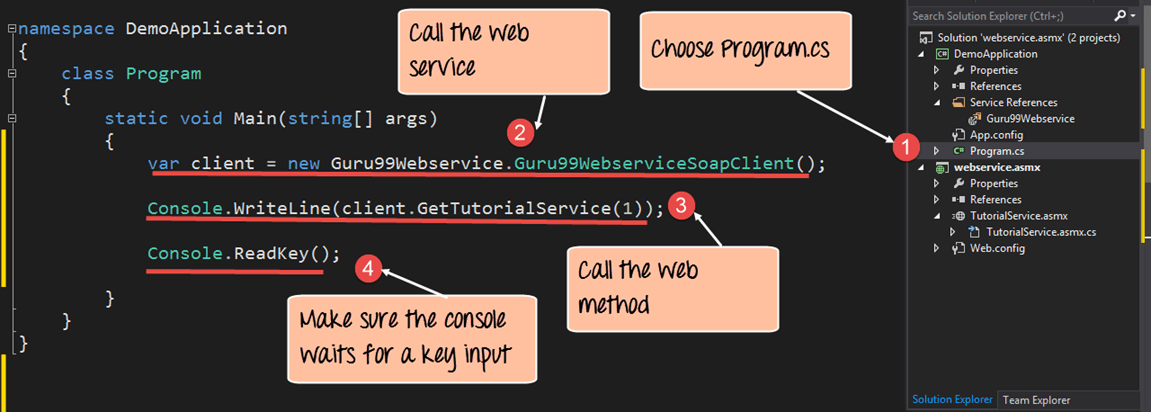 namespace DemoApplication
{
class Program
{
static void Main(string[] args)
{
var client = new Guru99Webservice.Guru99WebserviceSoapClient();
Console.WriteLine(client.GetTutorialService(1));
Console.ReadKey();
}
}
}
Call the web
service
2
Choose Program.cs
1
3
Call the web
method
4
Make sure the console
waits for a key input
Search Solution Explorer (Ctrl+;)
Solution 'webservice.asmx' (2 projects)
C# DemoApplication
Properties
References
Service References
Guru99Webservice
App.config
C# Program.cs
webservice.asmx
Properties
References
TutorialService.asmx
TutorialService.asmx.cs
Web.config
Solution Explorer Team Explorer